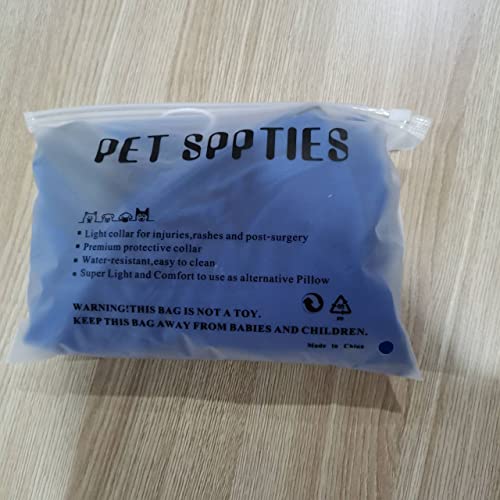 PET SPPTIES
▪ Light collar for injuries,rashes and post-surgery
▪ Premium protective collar
▪ Water-resistant,easy to clean
▪ Super Light and Comfort to use as alternative Pillow
WARNING!THIS BAG IS NOT A TOY.
KEEP THIS BAG AWAY FROM BABIES AND CHILDREN.
Made in China